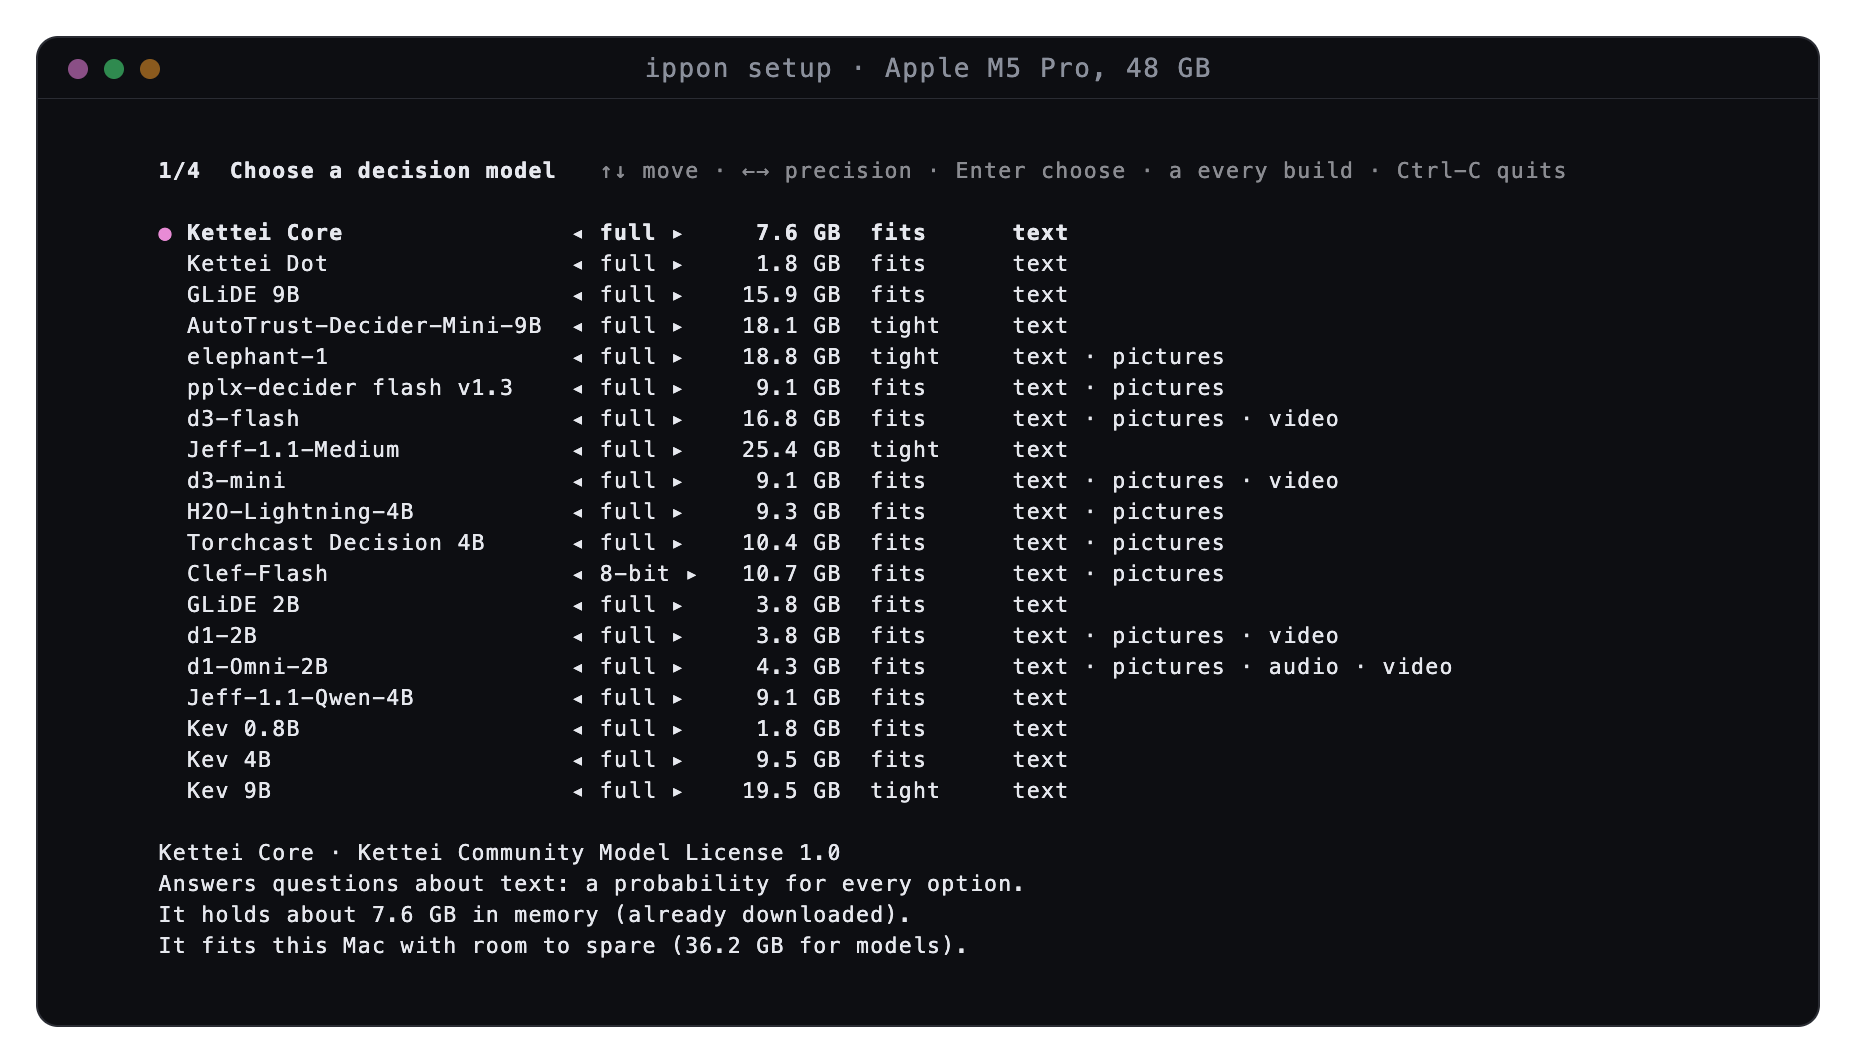 ippon setup · Apple M5 Pro, 48 GB
1/4  Choose a decision model   ↑↓ move · ←→ precision · Enter choose · a every build · Ctrl-C quits
● Kettei Core                ◂ full ▸     7.6 GB  fits      text
  Kettei Dot                 ◂ full ▸     1.8 GB  fits      text
  GLiDE 9B                   ◂ full ▸    15.9 GB  fits      text
  AutoTrust-Decider-Mini-9B  ◂ full ▸    18.1 GB  tight     text
  elephant-1                 ◂ full ▸    18.8 GB  tight     text · pictures
  pplx-decider flash v1.3    ◂ full ▸     9.1 GB  fits      text · pictures
  d3-flash                   ◂ full ▸    16.8 GB  fits      text · pictures · video
  Jeff-1.1-Medium            ◂ full ▸    25.4 GB  tight     text
  d3-mini                    ◂ full ▸     9.1 GB  fits      text · pictures · video
  H2O-Lightning-4B           ◂ full ▸     9.3 GB  fits      text · pictures
  Torchcast Decision 4B      ◂ full ▸    10.4 GB  fits      text · pictures
  Clef-Flash                 ◂ 8-bit ▸   10.7 GB  fits      text · pictures
  GLiDE 2B                   ◂ full ▸     3.8 GB  fits      text
  d1-2B                      ◂ full ▸     3.8 GB  fits      text · pictures · video
  d1-Omni-2B                 ◂ full ▸     4.3 GB  fits      text · pictures · audio · video
  Jeff-1.1-Qwen-4B           ◂ full ▸     9.1 GB  fits      text
  Kev 0.8B                   ◂ full ▸     1.8 GB  fits      text
  Kev 4B                     ◂ full ▸     9.5 GB  fits      text
  Kev 9B                     ◂ full ▸    19.5 GB  tight     text
Kettei Core · Kettei Community Model License 1.0
Answers questions about text: a probability for every option.
It holds about 7.6 GB in memory (already downloaded).
It fits this Mac with room to spare (36.2 GB for models).